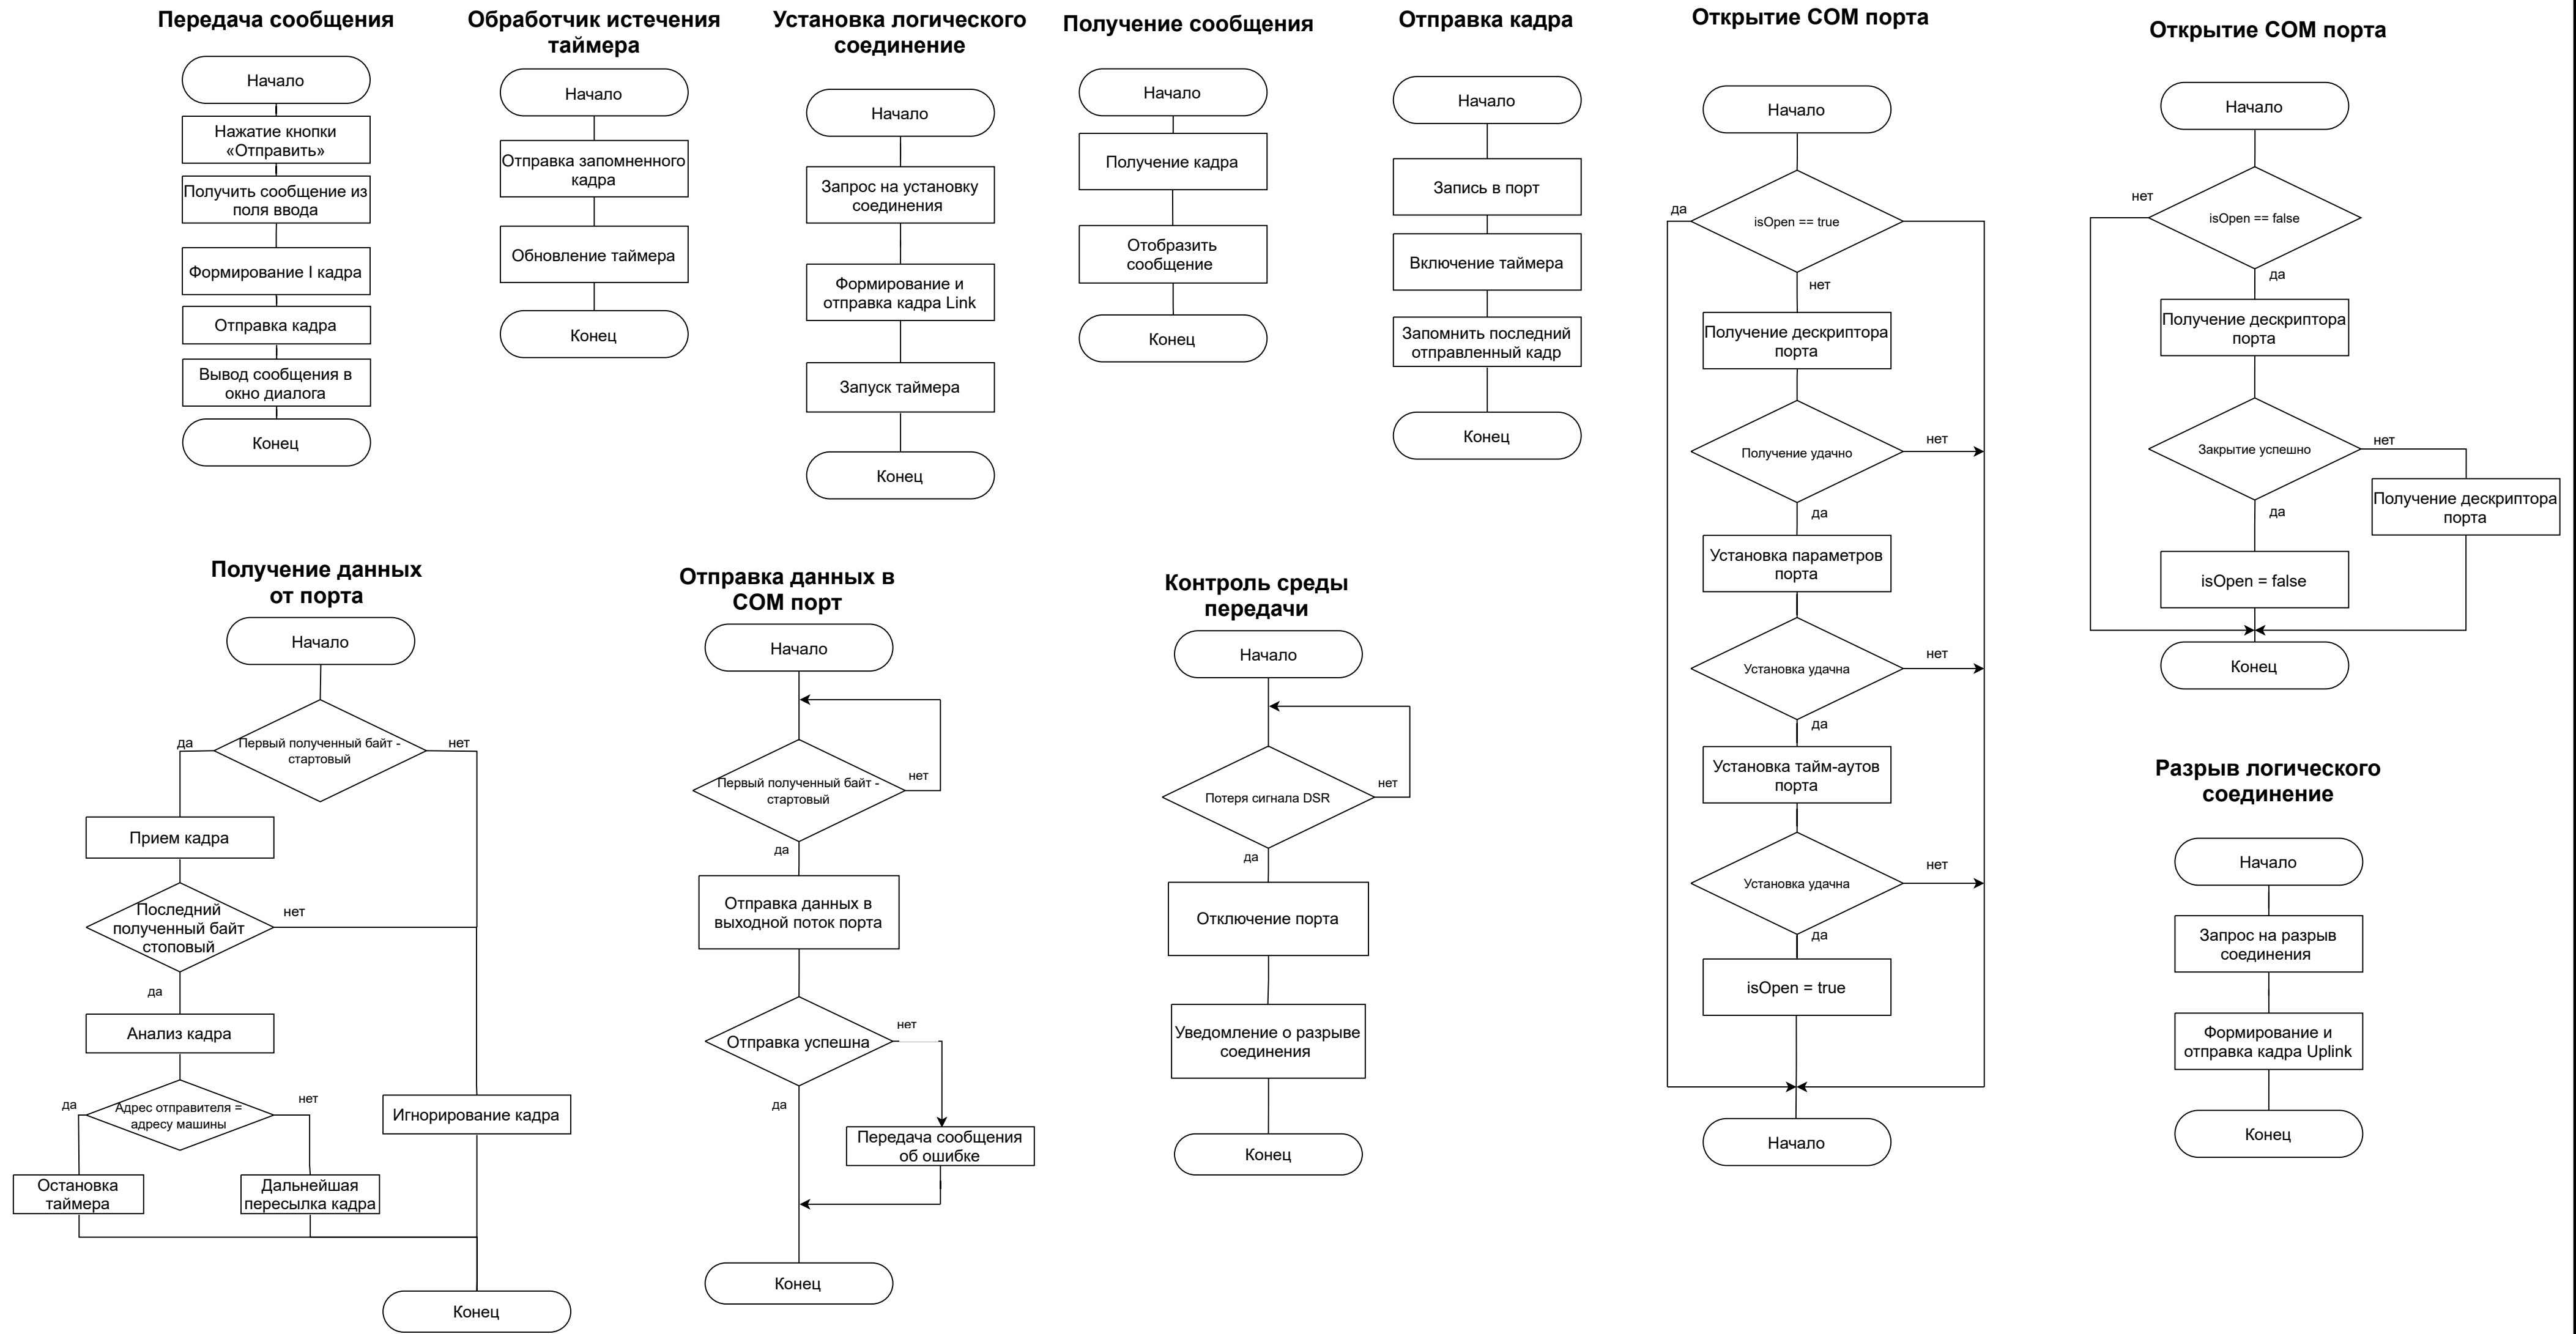 Передача сообщения
Начало
Нажатие кнопки
«Отправить»
Получить сообщение из
поля ввода
Формирование I кадра
Отправка кадра
Вывод сообщения в
окно диалога
Конец
Обработчик истечения
таймера
Начало
Отправка запомненного
кадра
Обновление таймера
Конец
Установка логического
соединение
Начало
Запрос на установку
соединения
Формирование и
отправка кадра Link
Запуск таймера
Конец
Получение сообщения
Начало
Получение кадра
Отобразить
сообщение
Конец
Отправка кадра
Начало
Запись в порт
Включение таймера
Запомнить последний
отправленный кадр
Конец
Открытие COM порта
Начало
да
isOpen == true
нет
Получение дескриптора
порта
Получение удачно
нет
да
Установка параметров
порта
Установка удачна
нет
да
Установка тайм-аутов
порта
Установка удачна
нет
да
isOpen = true
Начало
Открытие COM порта
Начало
нет
isOpen == false
да
Получение дескриптора
порта
Закрытие успешно
нет
Получение дескриптора
порта
да
isOpen = false
Конец
Получение данных
от порта
Начало
да
Первый полученный байт -
стартовый
нет
Прием кадра
Последний
полученный байт
стоповый
нет
да
Анализ кадра
да
Адрес отправителя =
адресу машины
нет
Игнорирование кадра
Остановка
таймера
Дальнейшая
пересылка кадра
Конец
Отправка данных в
COM порт
Начало
Первый полученный байт -
стартовый
нет
да
Отправка данных в
выходной поток порта
Отправка успешна
нет
да
Передача сообщения
об ошибке
Конец
Контроль среды
передачи
Начало
Потеря сигнала DSR
нет
да
Отключение порта
Уведомление о разрыве
соединения
Конец
Разрыв логического
соединение
Начало
Запрос на разрыв
соединения
Формирование и
отправка кадра Uplink
Конец